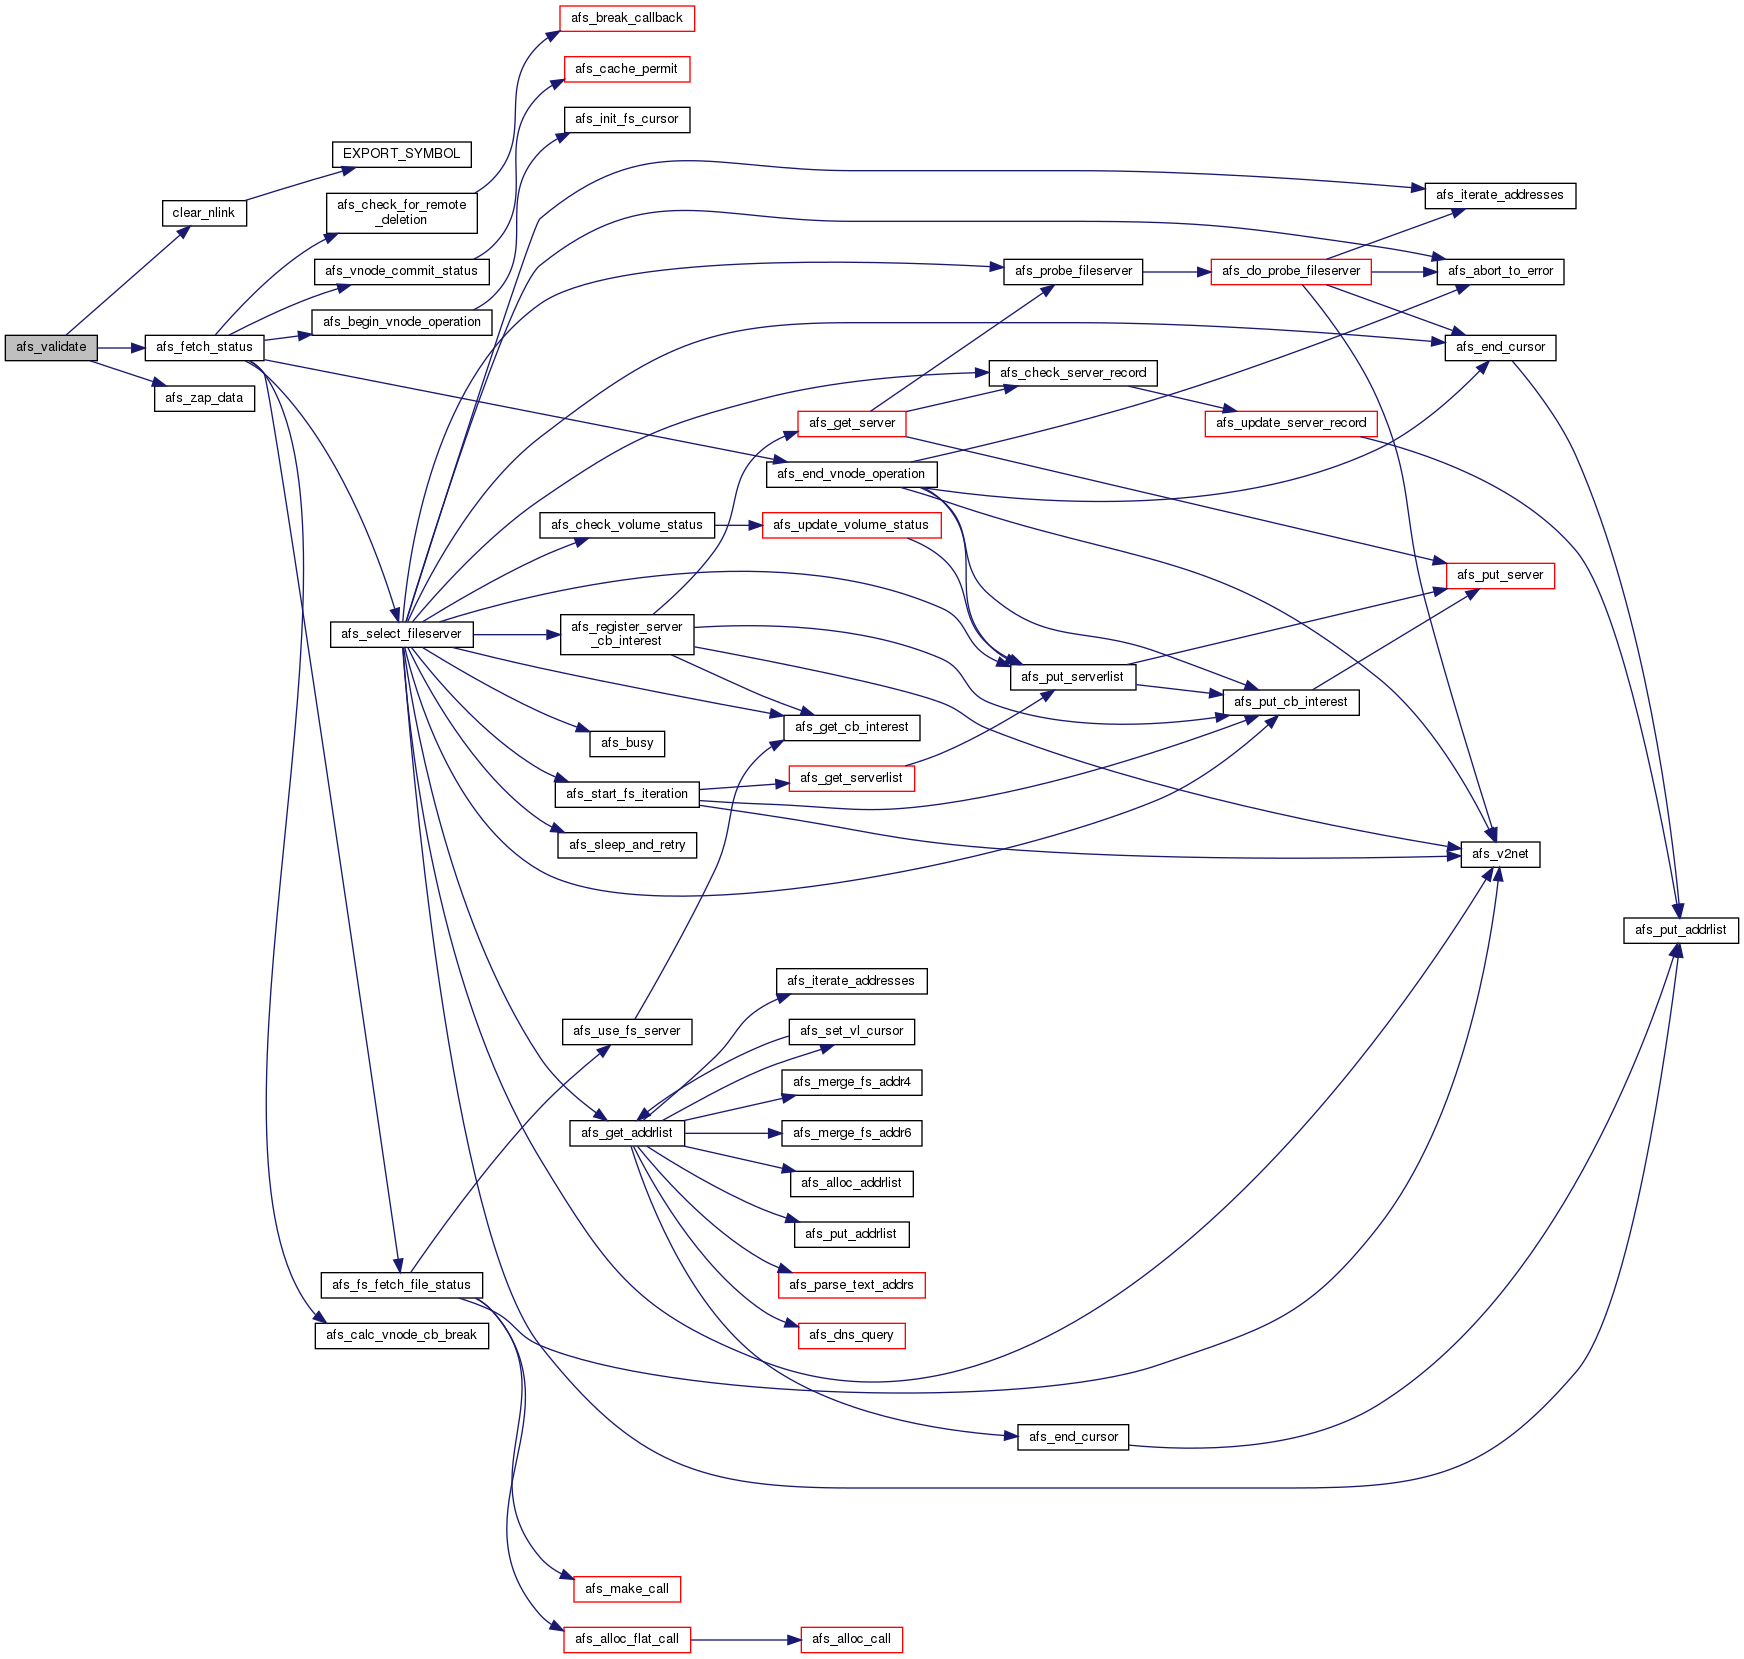 afs_break_callback
afs_cache_permit
afs_init_fs_cursor
EXPORT_SYMBOL
afs_iterate_addresses
clear_nlink
afs_check_for_remote
_deletion
afs_vnode_commit_status
afs_probe_fileserver
afs_do_probe_fileserver
afs_abort_to_error
afs_begin_vnode_operation
afs_validate
afs_fetch_status
afs_end_cursor
afs_check_server_record
afs_zap_data
afs_get_server
afs_update_server_record
afs_end_vnode_operation
afs_check_volume_status
afs_update_volume_status
afs_put_server
afs_select_fileserver
afs_register_server
_cb_interest
afs_put_serverlist
afs_put_cb_interest
afs_get_cb_interest
afs_busy
afs_get_serverlist
afs_start_fs_iteration
afs_sleep_and_retry
afs_v2net
afs_put_addrlist
afs_iterate_addresses
afs_use_fs_server
afs_set_vl_cursor
afs_merge_fs_addr4
afs_get_addrlist
afs_merge_fs_addr6
afs_alloc_addrlist
afs_put_addrlist
afs_fs_fetch_file_status
afs_parse_text_addrs
afs_calc_vnode_cb_break
afs_dns_query
afs_end_cursor
afs_make_call
afs_alloc_flat_call
afs_alloc_call